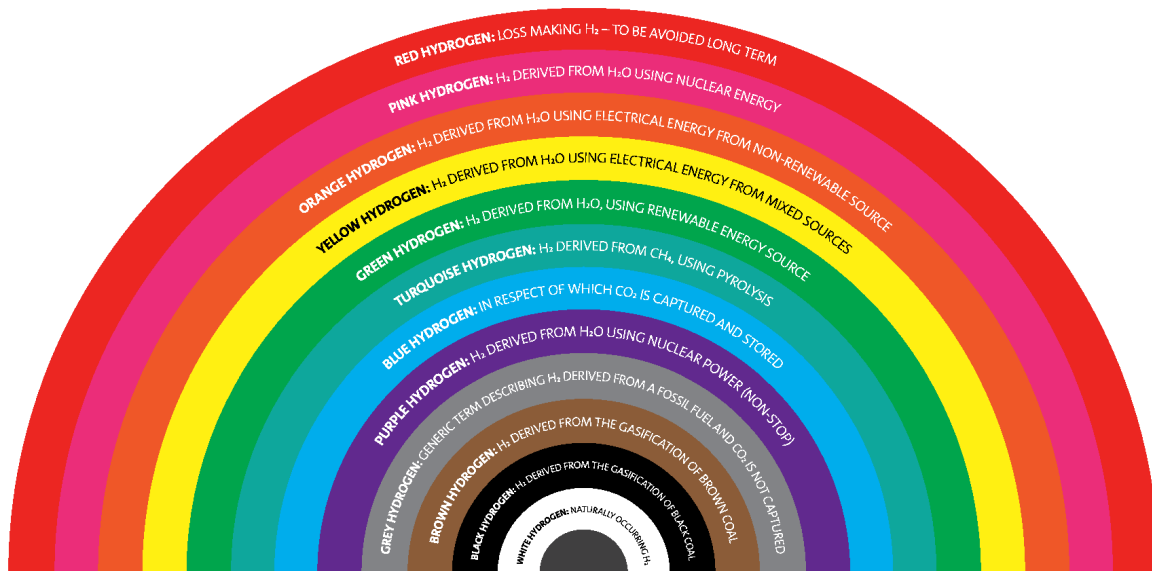 RED HYDROGEN: LOSS MAKING H₂ – TO BE AVOIDED LONG TERM
PINK HYDROGEN: H₂ DERIVED FROM H₂O USING NUCLEAR ENERGY
ORANGE HYDROGEN: H₂ DERIVED FROM H₂O USING ELECTRICAL ENERGY FROM NON-RENEWABLE SOURCE
YELLOW HYDROGEN: H₂ DERIVED FROM H₂O USING ELECTRICAL ENERGY FROM MIXED SOURCES
GREEN HYDROGEN: H₂ DERIVED FROM H₂O, USING RENEWABLE ENERGY SOURCE
TURQUOISE HYDROGEN: H₂ DERIVED FROM CH₄, USING PYROLYSIS
BLUE HYDROGEN: IN RESPECT OF WHICH CO₂ IS CAPTURED AND STORED
PURPLE HYDROGEN: H₂ DERIVED FROM H₂O USING NUCLEAR POWER (NON-STOP)
GREY HYDROGEN: GENERIC TERM DESCRIBING H₂ DERIVED FROM A FOSSIL FUEL AND CO₂ IS NOT CAPTURED
BROWN HYDROGEN: H₂ DERIVED FROM THE GASIFICATION OF BROWN COAL
BLACK HYDROGEN: H₂ DERIVED FROM THE GASIFICATION OF BLACK COAL
WHITE HYDROGEN: NATURALLY OCCURRING H₂